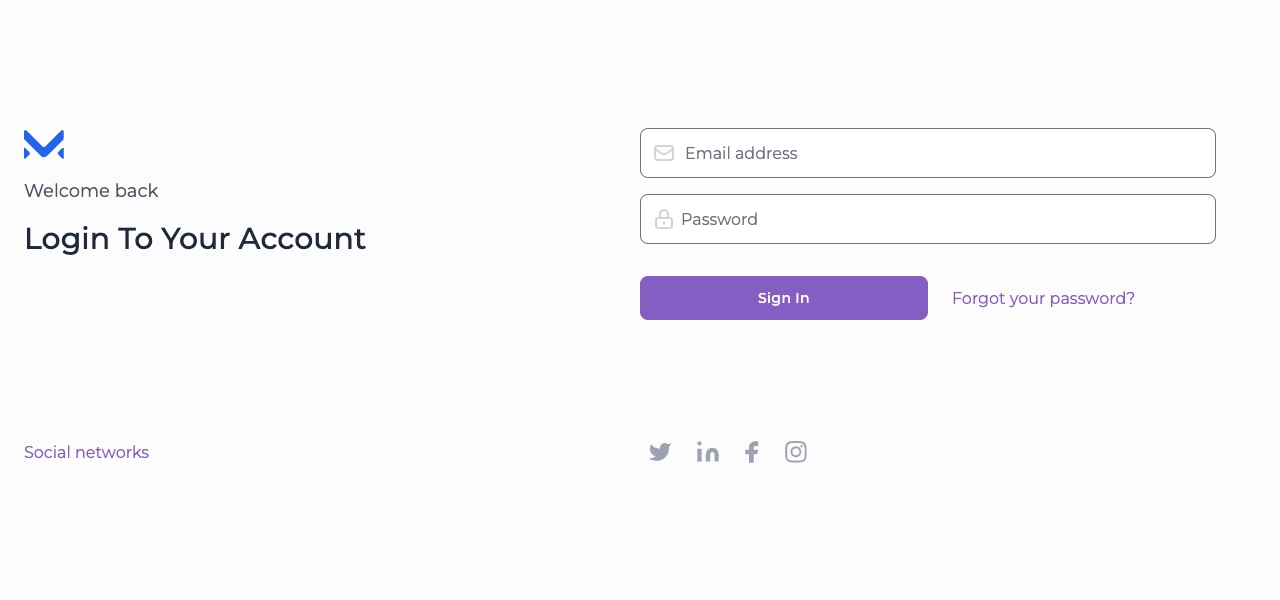 Welcome back
Login To Your Account
Email address
Password
Sign In
Forgot your password?
Social networks